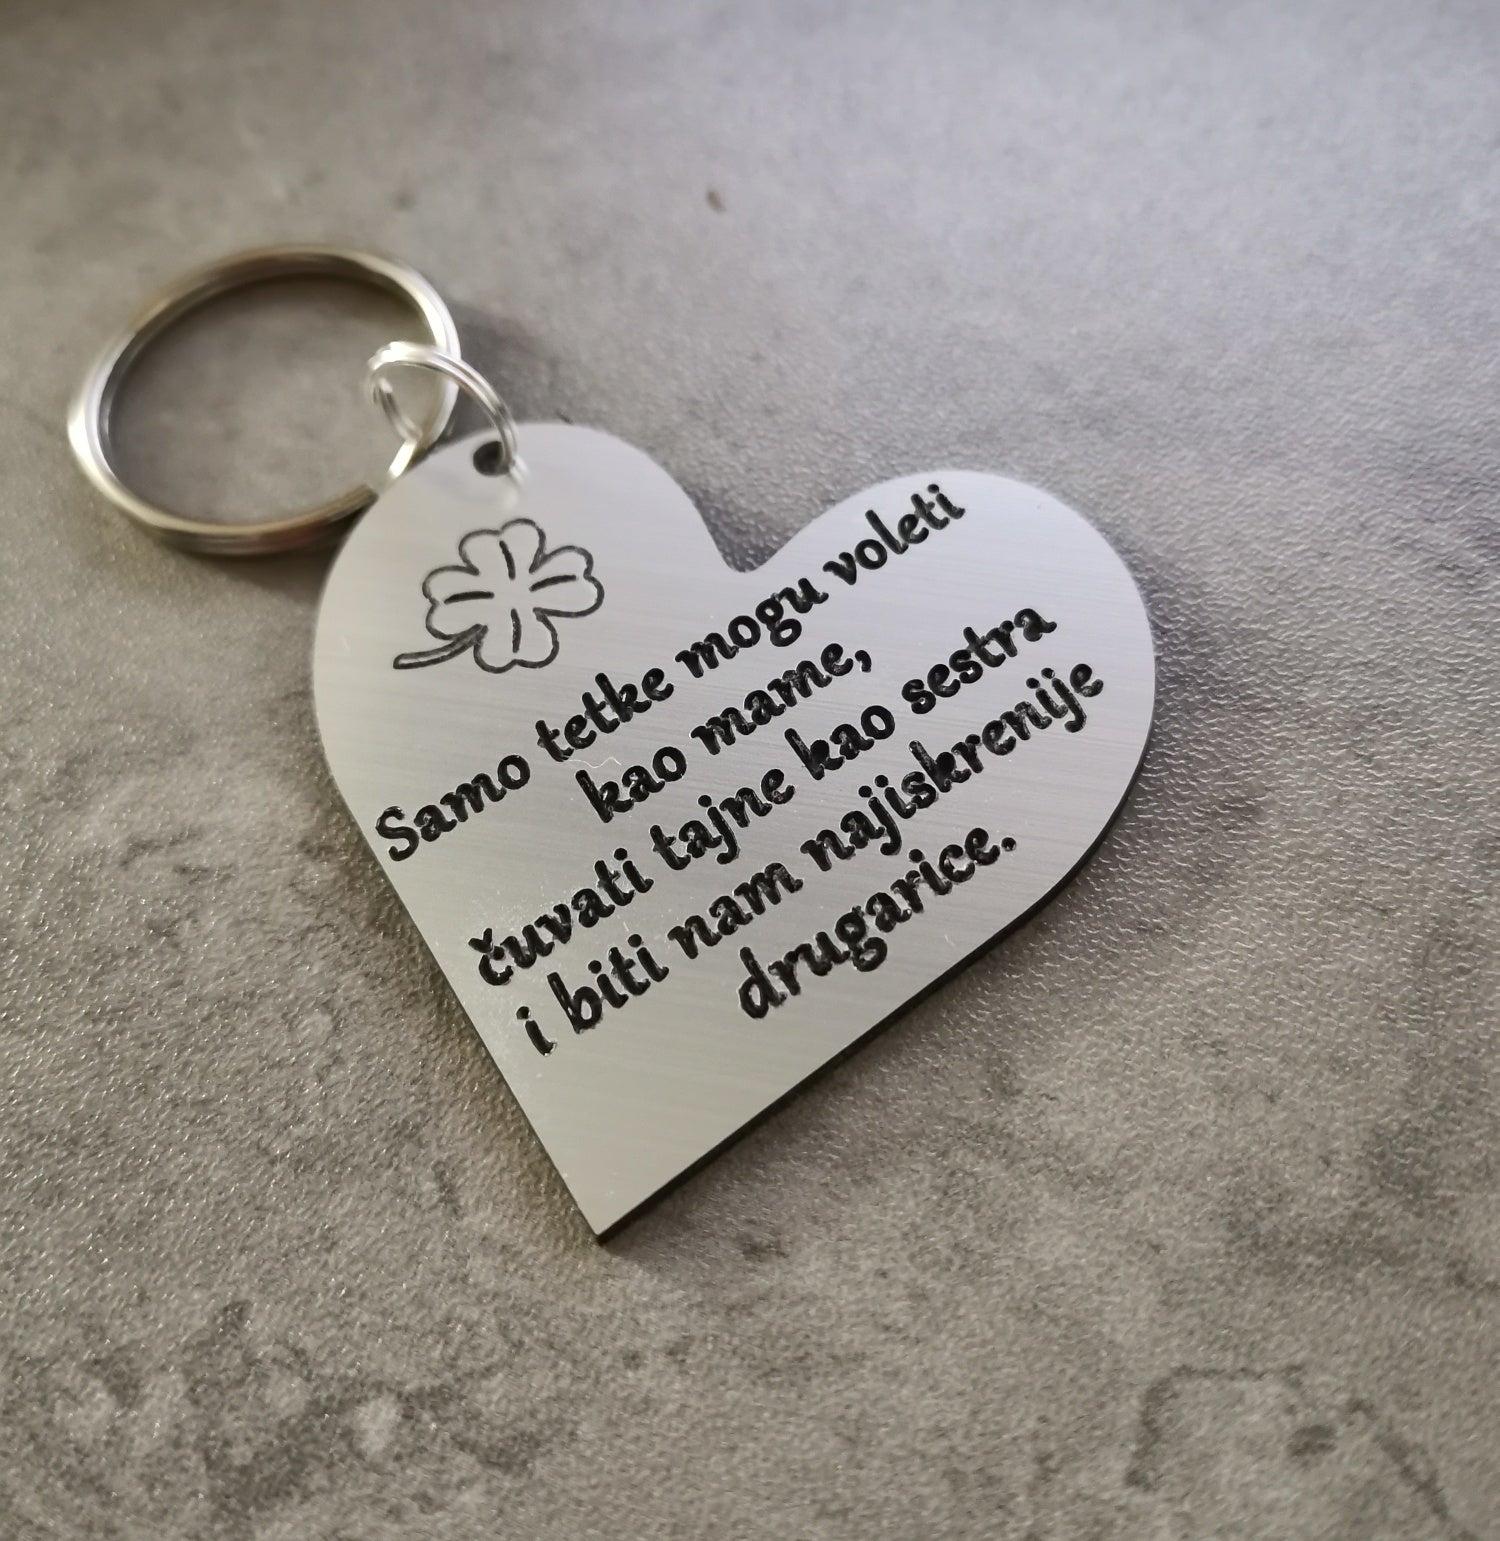 Samo tetke mogu voleti
kao mame,
čuvati tajne kao sestra
i biti nam najiskrenije
drugarice.